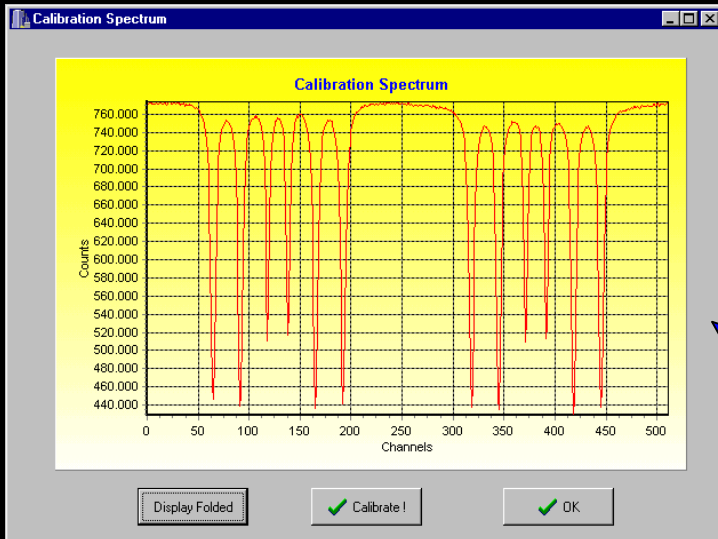 Calibration Spectrum
Calibration Spectrum
760.000
740.000
720.000
700.000
680.000
660.000
640.000
620.000
600.000
580.000
560.000
540.000
520.000
500.000
480.000
460.000
440.000
Counts
0 50 100 150 200 250 300 350 400 450 500
Channels
Display Folded Calibrate ! OK